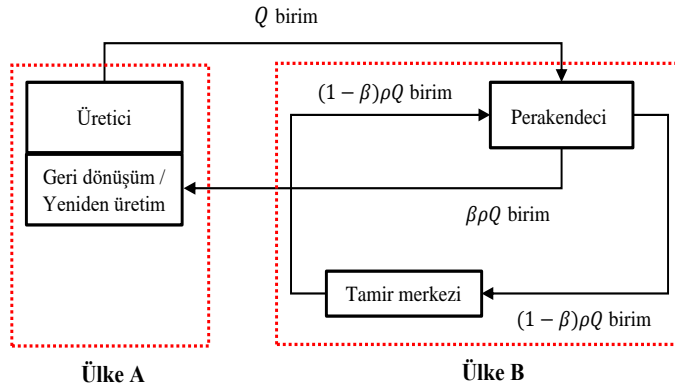 Q birim
Üretici
Geri dönüşüm /
Yeniden üretim
(1 − β)ρQ birim
Perakendeci
βρQ birim
Tamir merkezi
(1 − β)ρQ birim
Ülke A
Ülke B